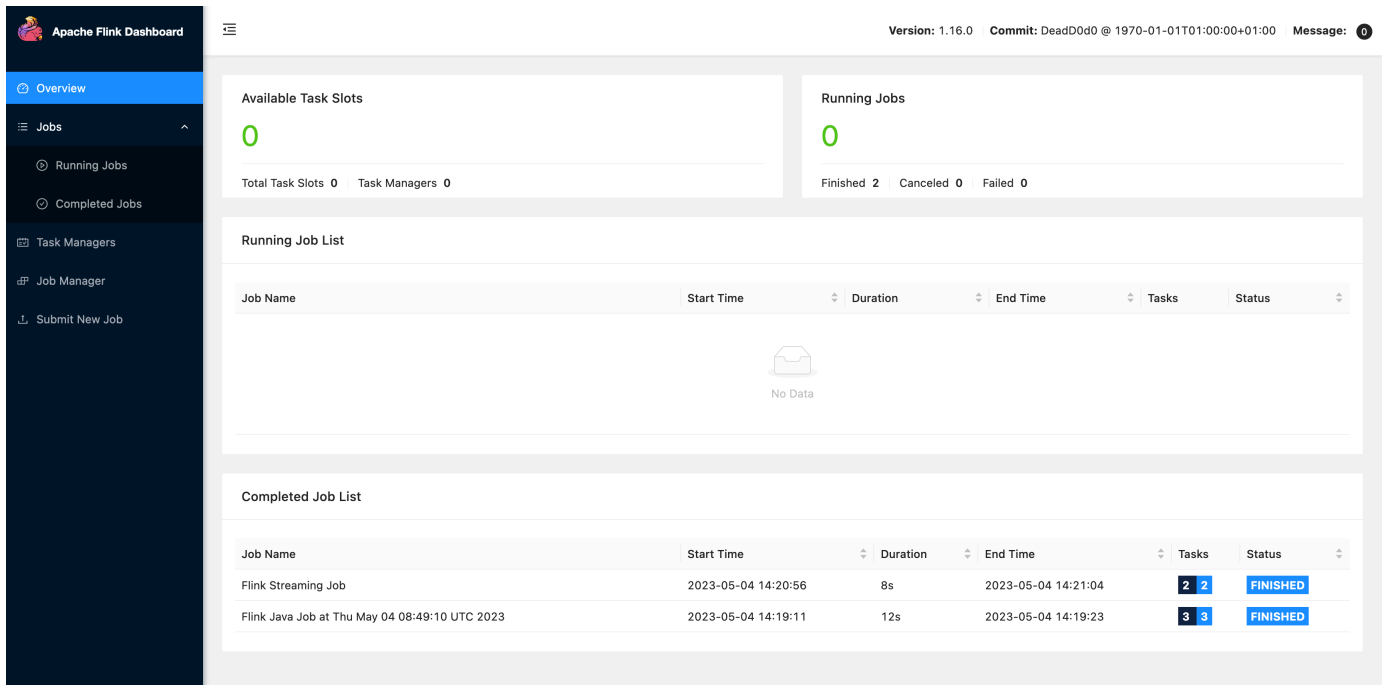 Apache Flink Dashboard
Version: 1.16.0 Commit: DeadD0d0 @ 1970-01-01T01:00:00+01:00 Message: 0
Overview
Jobs
Running Jobs
Completed Jobs
Task Managers
Job Manager
Submit New Job
Available Task Slots
0
Total Task Slots 0 Task Managers 0
Running Jobs
0
Finished 2 Canceled 0 Failed 0
Running Job List
Job Name Start Time Duration End Time Tasks Status
No Data
Completed Job List
Job Name Start Time Duration End Time Tasks Status
Flink Streaming Job 2023-05-04 14:20:56 8s 2023-05-04 14:21:04 2 2 FINISHED
Flink Java Job at Thu May 04 08:49:10 UTC 2023 2023-05-04 14:19:11 12s 2023-05-04 14:19:23 3 3 FINISHED